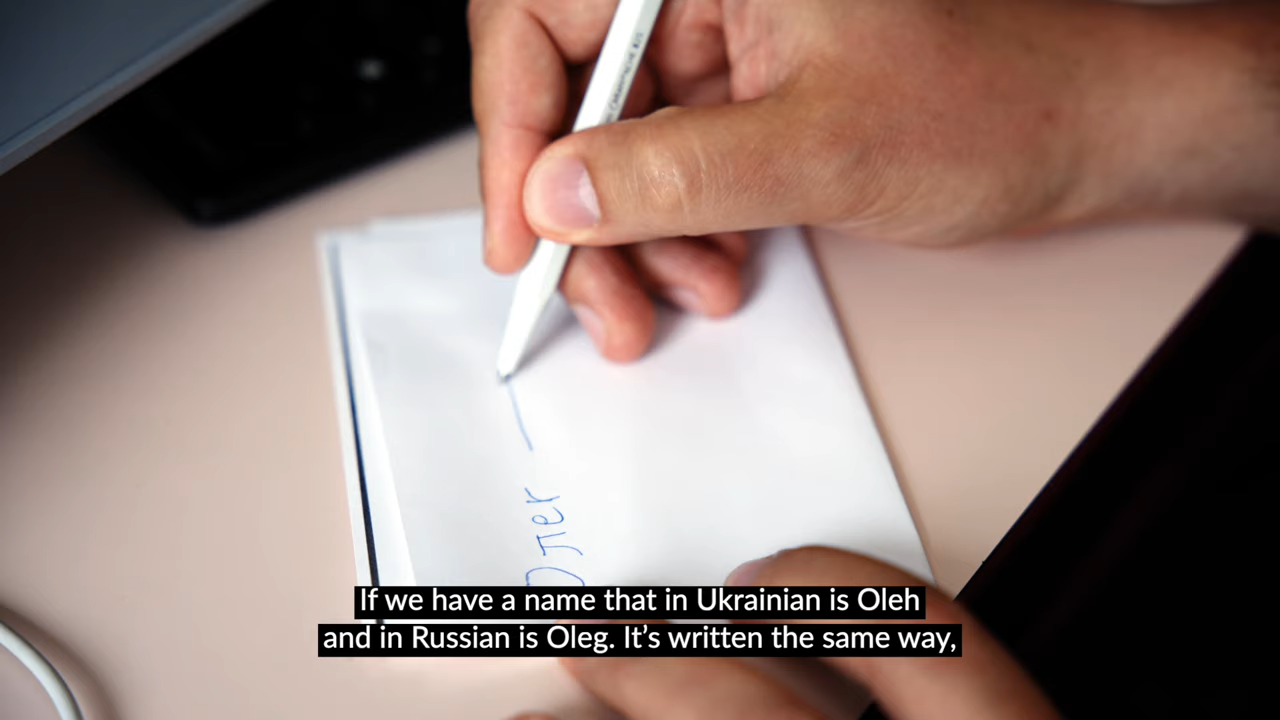 Олег —
If we have a name that in Ukrainian is Oleh
and in Russian is Oleg. It’s written the same way,